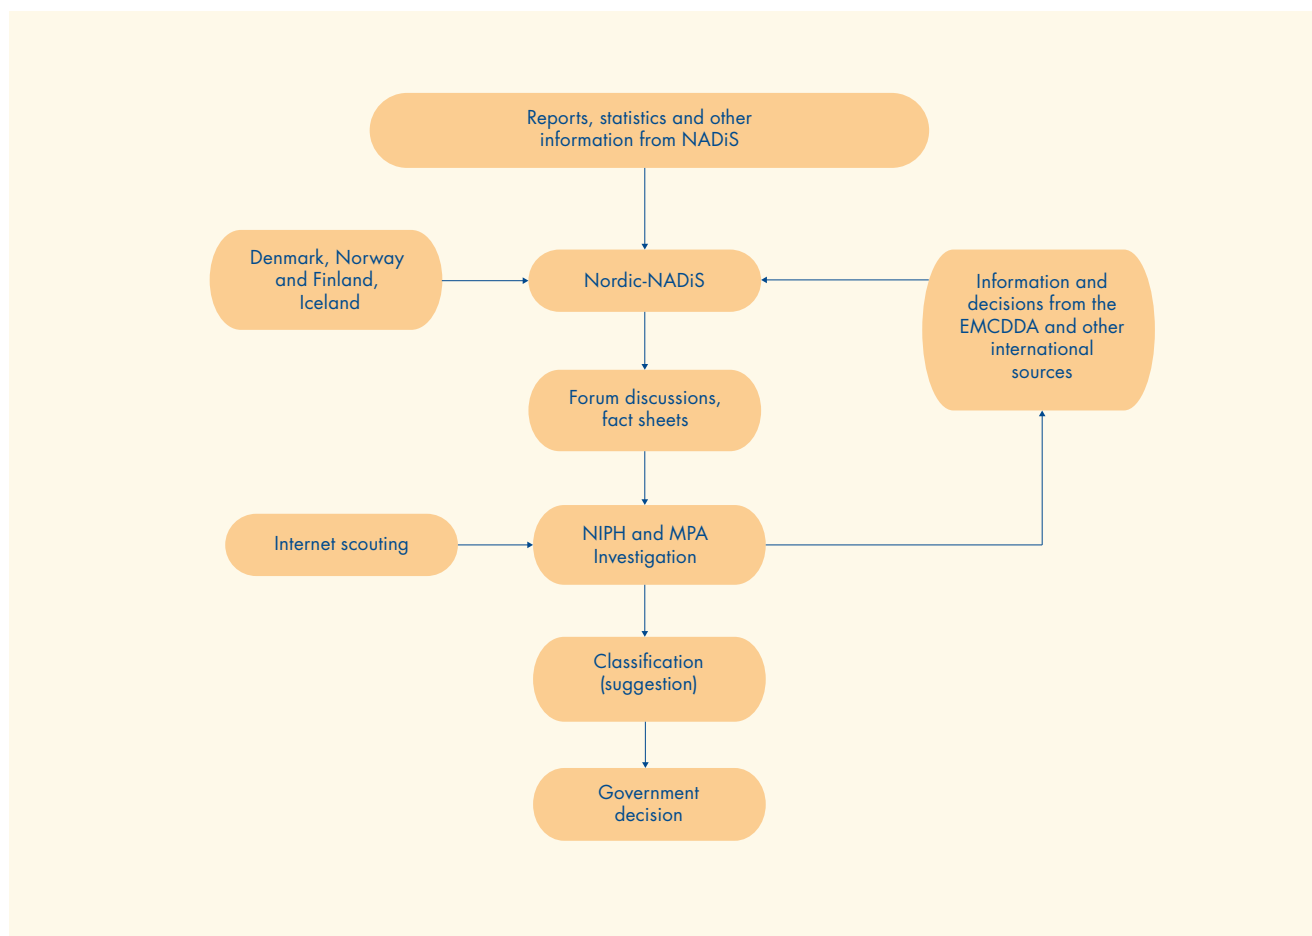 Reports, statistics and other
information from NADiS
Denmark, Norway
and Finland,
Iceland
Nordic-NADiS
Information and
decisions from the
EMCDDA and other
international
sources
Forum discussions,
fact sheets
Internet scouting
NIPH and MPA
Investigation
Classification
(suggestion)
Government
decision